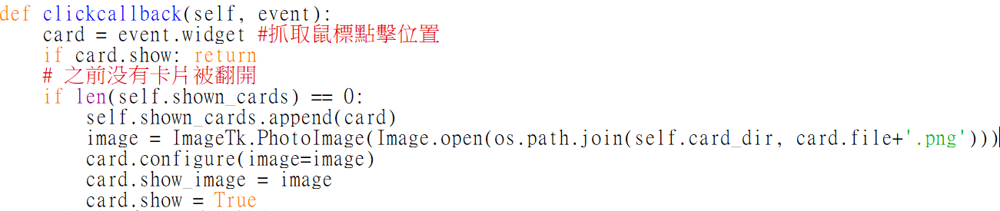 def clickcallback(self, event):
    card = event.widget #抓取鼠標點擊位置
    if card.show: return
    # 之前没有卡片被翻開
    if len(self.shown_cards) == 0:
        self.shown_cards.append(card)
        image = ImageTk.PhotoImage(Image.open(os.path.join(self.card_dir, card.file+'.png')))
        card.configure(image=image)
        card.show_image = image
        card.show = True